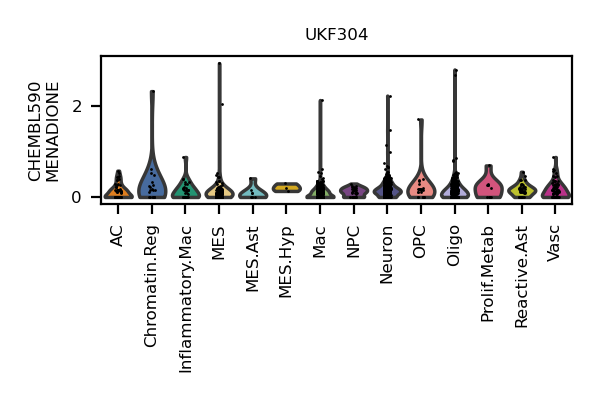 UKF304
CHEMBL590
MENADIONE
2
0
AC
Chromatin.Reg
Inflammatory.Mac
MES
MES.Ast
MES.Hyp
Mac
NPC
Neuron
OPC
Oligo
Prolif.Metab
Reactive.Ast
Vasc